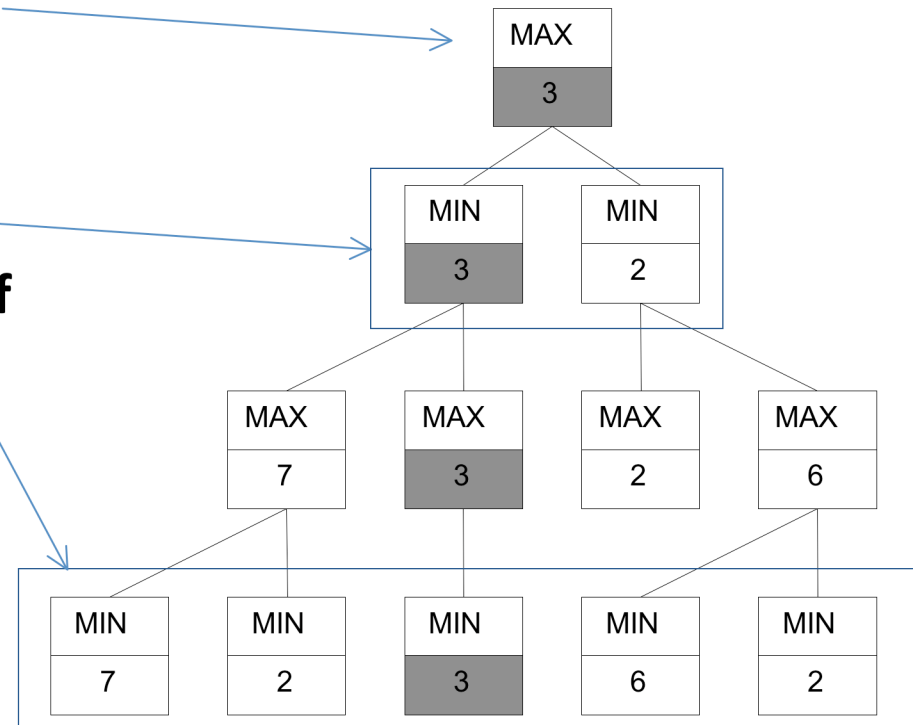 MAX
3
MIN MIN
3 2
f
MAX MAX MAX MAX
7 3 2 6
MIN MIN MIN MIN MIN
7 2 3 6 2